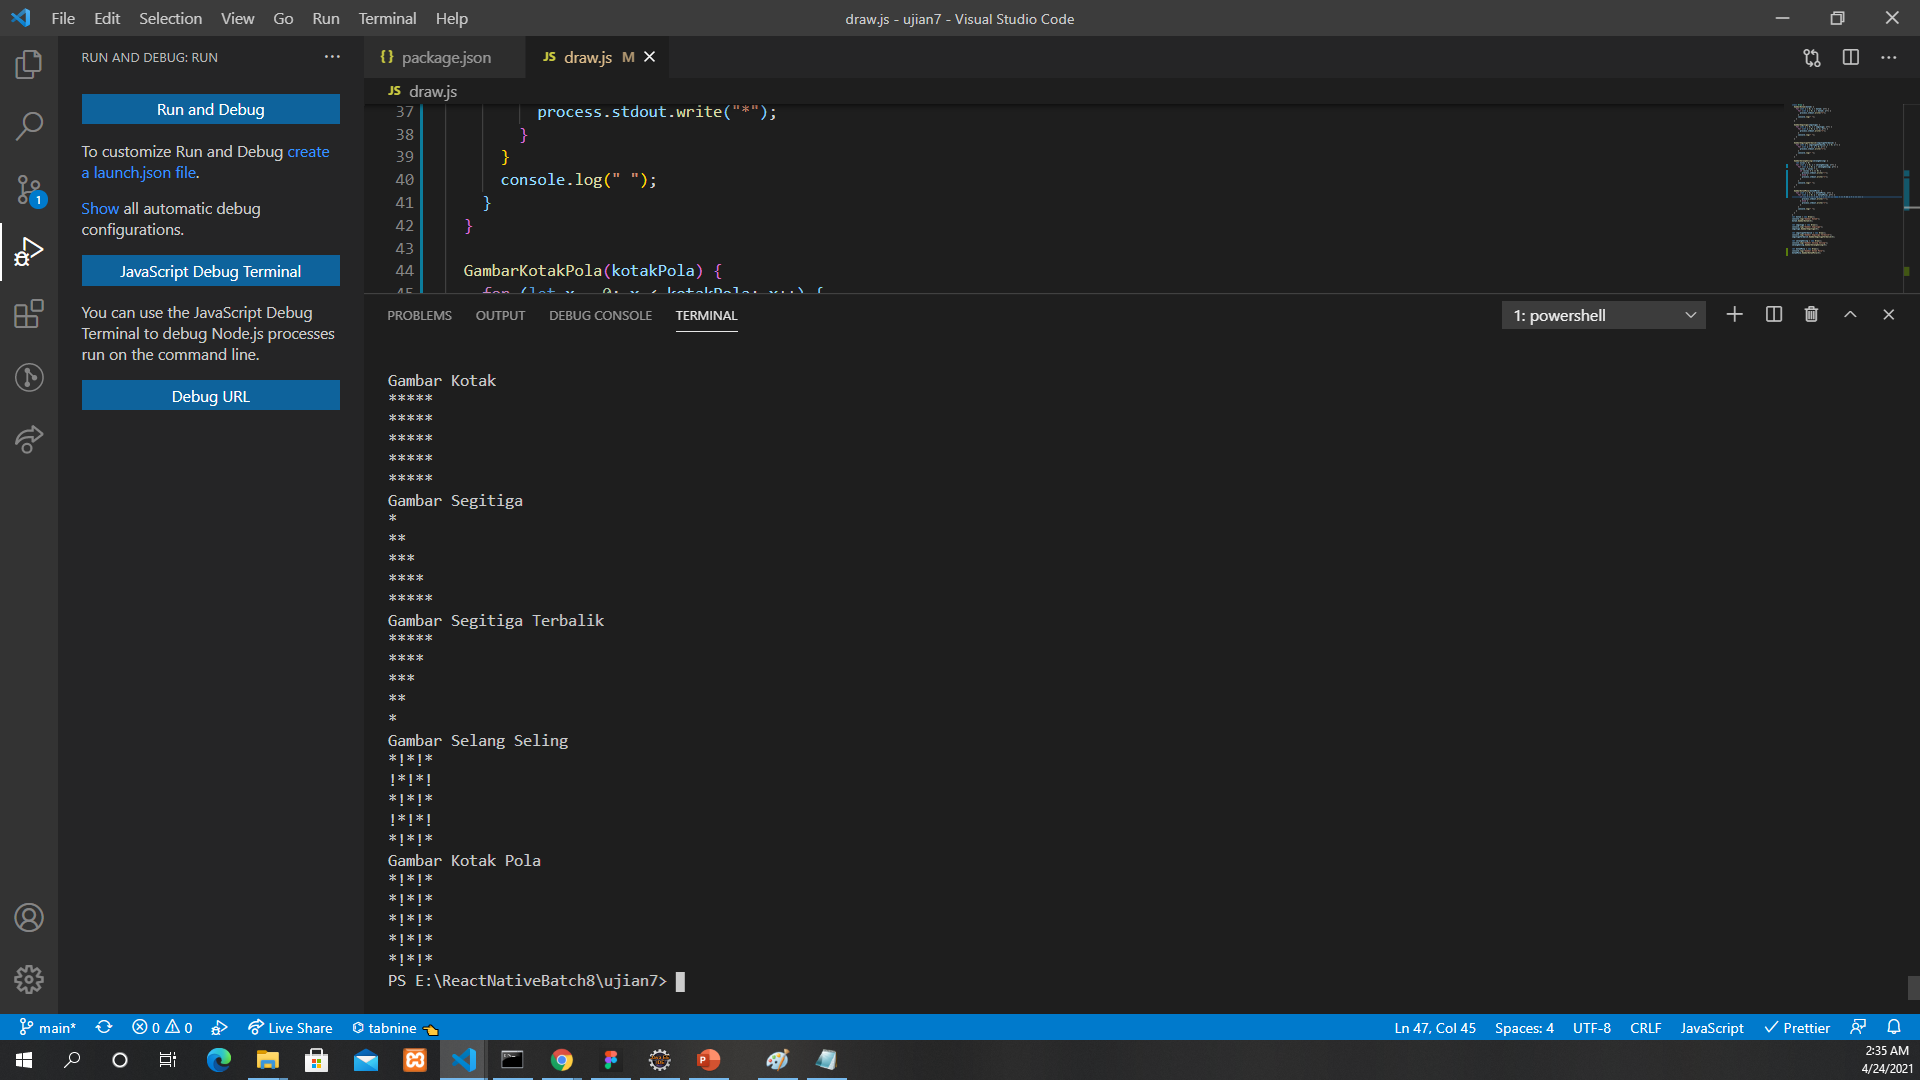 File Edit Selection View Go Run Terminal Help
draw.js - ujian7 - Visual Studio Code
RUN AND DEBUG: RUN
Run and Debug
To customize Run and Debug create
a launch.json file.
Show all automatic debug
configurations.
JavaScript Debug Terminal
You can use the JavaScript Debug
Terminal to debug Node.js processes
run on the command line.
Debug URL
1
{} package.json
JS draw.js M
JS draw.js
37 process.stdout.write("*");
38 }
39 }
40 console.log(" ");
41 }
42 }
43
44 GambarKotakPola(kotakPola) {
45 for (let x = 0; x < kotakPola; x++) {
PROBLEMS OUTPUT DEBUG CONSOLE TERMINAL
1: powershell
Gambar Kotak
*****
*****
*****
*****
*****
Gambar Segitiga
*
**
***
****
*****
Gambar Segitiga Terbalik
*****
****
***
**
*
Gambar Selang Seling
*!*!*
!*!*!
*!*!*
!*!*!
*!*!*
Gambar Kotak Pola
*!*!*
*!*!*
*!*!*
*!*!*
*!*!*
PS E:\ReactNativeBatch8\ujian7>
main* 0 0 Live Share tabnine
Ln 47, Col 45 Spaces: 4 UTF-8 CRLF JavaScript Prettier
2:35 AM
4/24/2021